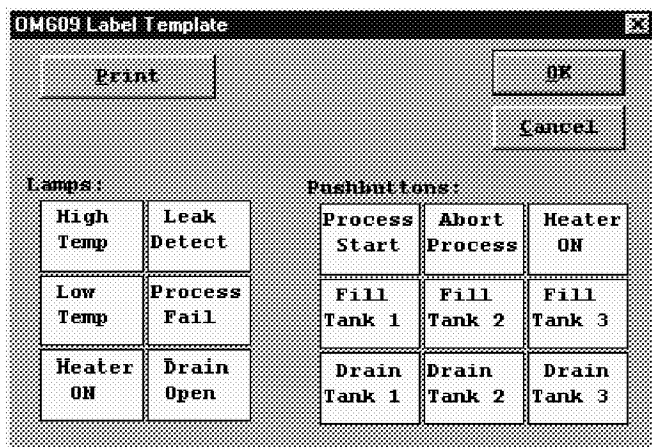 OM609 Label Template
Print
OK
Cancel
Lamps:
High Leak
Temp Detect
Low Process
Temp Fail
Heater Drain
ON Open
Pushbuttons:
Process Abort Heater
Start Process ON
Fill Fill Fill
Tank 1 Tank 2 Tank 3
Drain Drain Drain
Tank 1 Tank 2 Tank 3